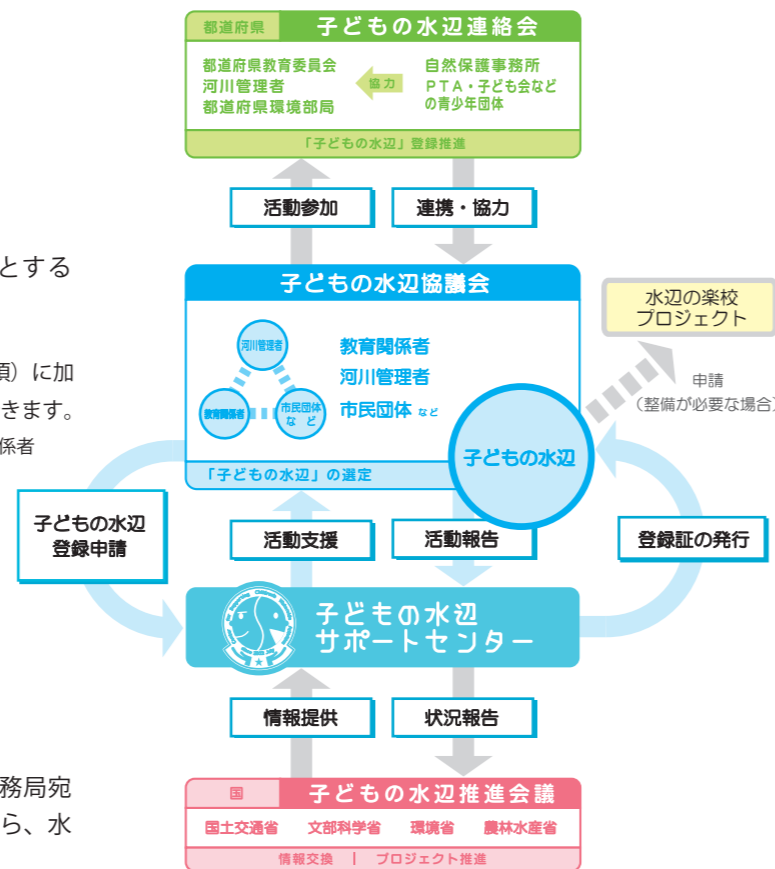 都道府県
子どもの水辺連絡会
都道府県教育委員会
河川管理者
都道府県環境部局
協力
自然保護事務所
PTA・子ども会など
の青少年団体
「子どもの水辺」登録推進
活動参加
連携・協力
とする
子どもの水辺協議会
河川管理者
教育関係者
市民団体
など
教育関係者
河川管理者
市民団体 など
「子どもの水辺」の選定
子どもの水辺
水辺の楽校
プロジェクト
申請
（整備が必要な場合）
項）に加
きます。
係者
子どもの水辺
登録申請
活動支援
活動報告
登録証の発行
子どもの水辺
サポートセンター
情報提供
状況報告
務局宛
ら、水
国
子どもの水辺推進会議
国土交通省 文部科学省 環境省 農林水産省
情報交換 | プロジェクト推進